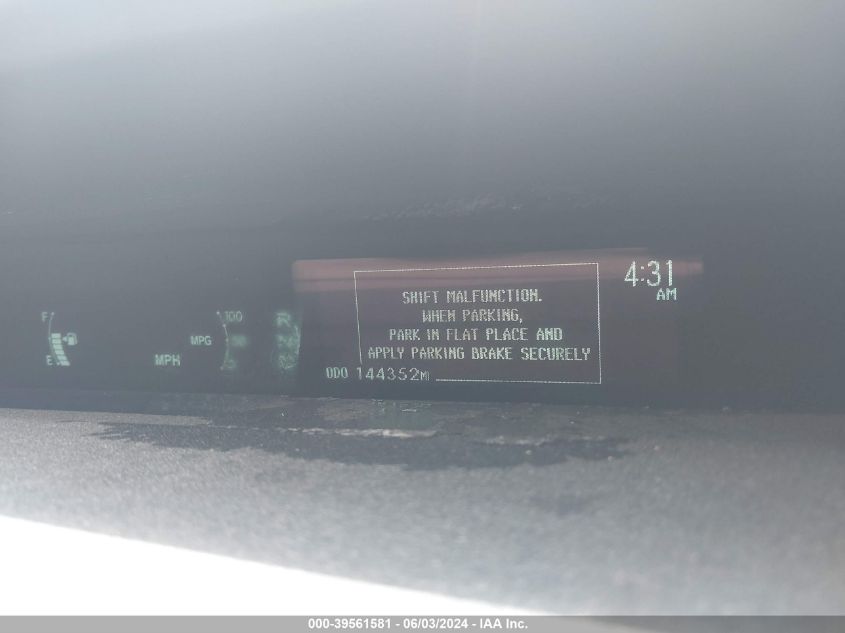 4:31
AM
SHIFT MALFUNCTION.
WHEN PARKING,
PARK IN FLAT PLACE AND
APPLY PARKING BRAKE SECURELY
F
E
100
MPG
MPH
R
N
ODO 144352MI
000-39561581 - 06/03/2024 - IAA Inc.